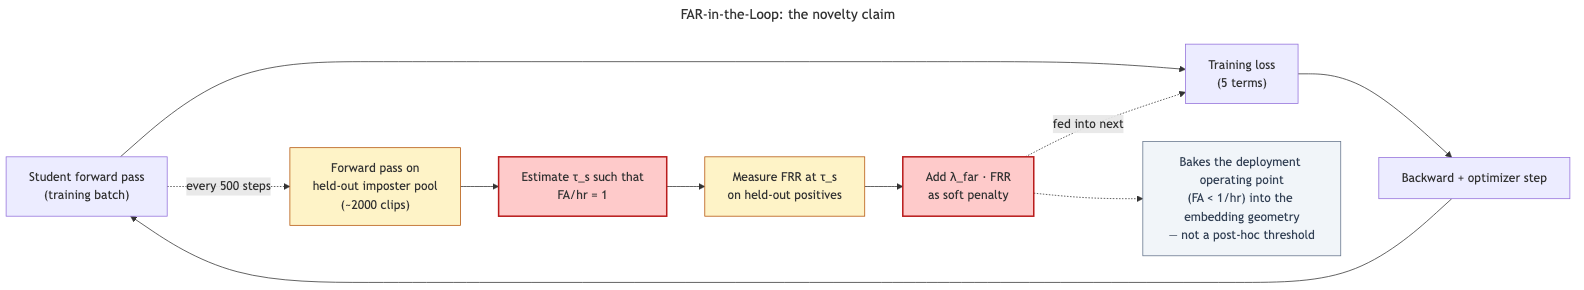 FAR-in-the-Loop: the novelty claim
Training loss
(5 terms)
fed into next
Student forward pass
(training batch)
every 500 steps
Forward pass on
held-out imposter pool
(~2000 clips)
Estimate τ_s such that
FA/hr = 1
Measure FRR at τ_s
on held-out positives
Add λ_far · FRR
as soft penalty
Bakes the deployment
operating point
(FA < 1/hr) into the
embedding geometry
— not a post-hoc threshold
Backward + optimizer step